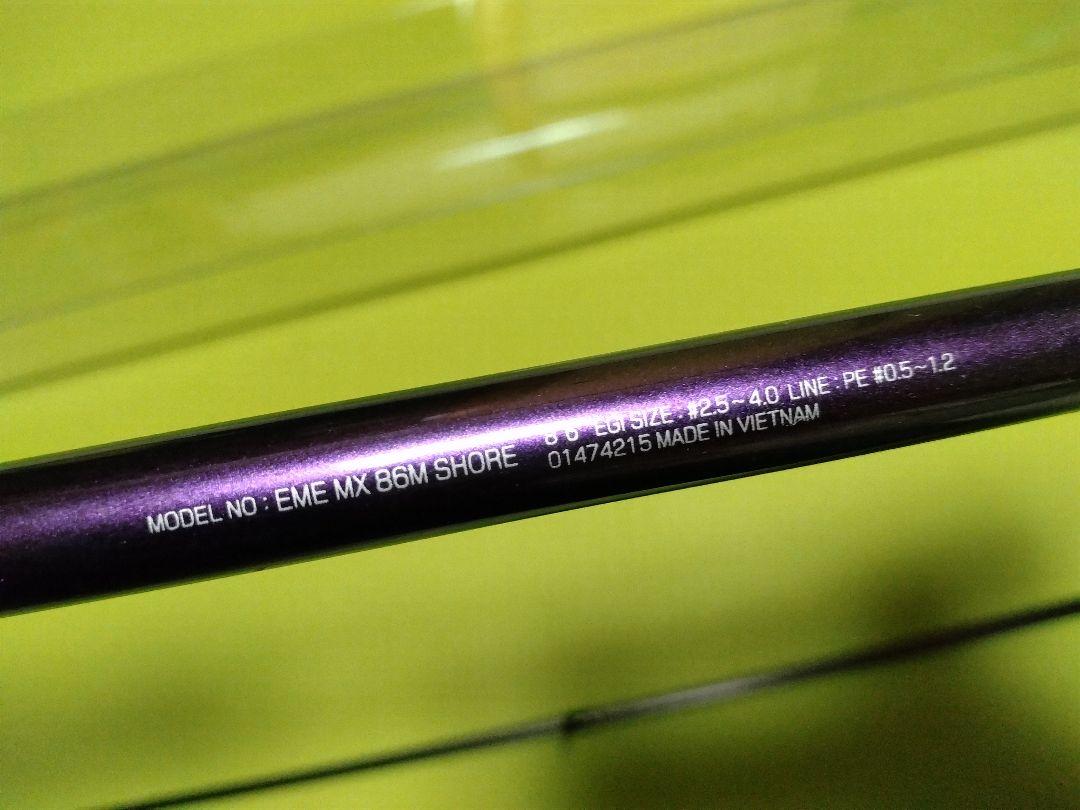 MODEL NO : EME MX 86M SHORE 8'6" EGI SIZE : #2.5~4.0 LINE : PE #0.5~1.2
01474215 MADE IN VIETNAM